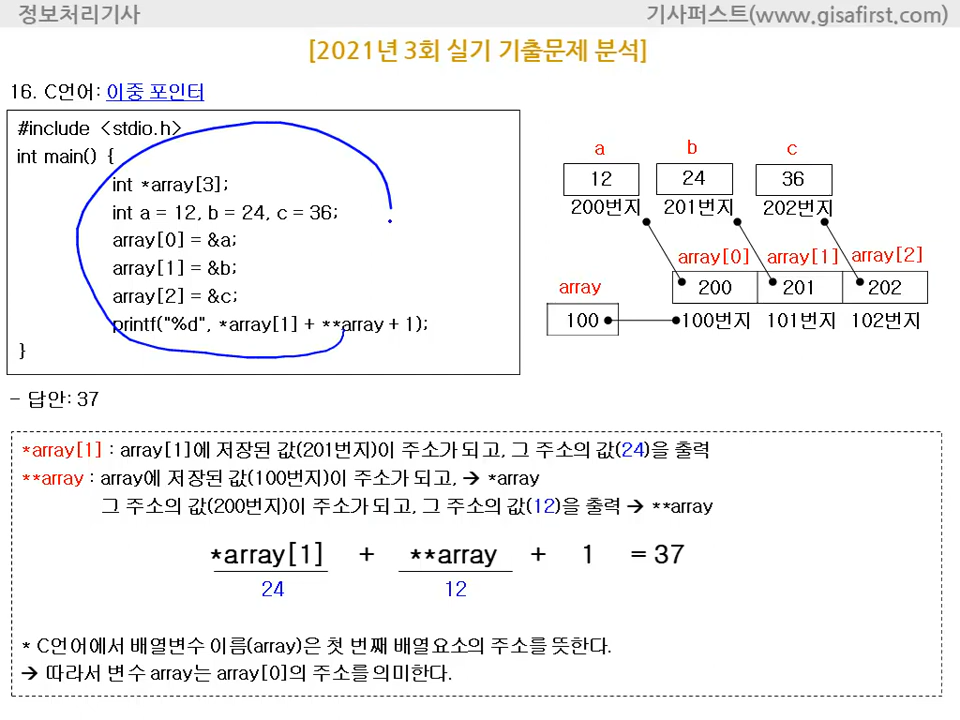 정보처리기사
기사퍼스트(www.gisafirst.com)
[2021년 3회 실기 기출문제 분석]
16. C언어: 이중 포인터
#include <stdio.h>
int main() {
int *array[3];
int a = 12, b = 24, c = 36;
array[0] = &a;
array[1] = &b;
array[2] = &c;
printf("%d", *array[1] + **array + 1);
}
a b c
12 24 36
200번지 201번지 202번지
array[0] array[1] array[2]
200 201 202
array
100
100번지 101번지 102번지
- 답안: 37
*array[1] : array[1]에 저장된 값(201번지)이 주소가 되고, 그 주소의 값(24)을 출력
**array : array에 저장된 값(100번지)이 주소가 되고, → *array
그 주소의 값(200번지)이 주소가 되고, 그 주소의 값(12)을 출력 → **array
*array[1] + **array + 1 = 37
24 12
* C언어에서 배열변수 이름(array)은 첫 번째 배열요소의 주소를 뜻한다.
→ 따라서 변수 array는 array[0]의 주소를 의미한다.